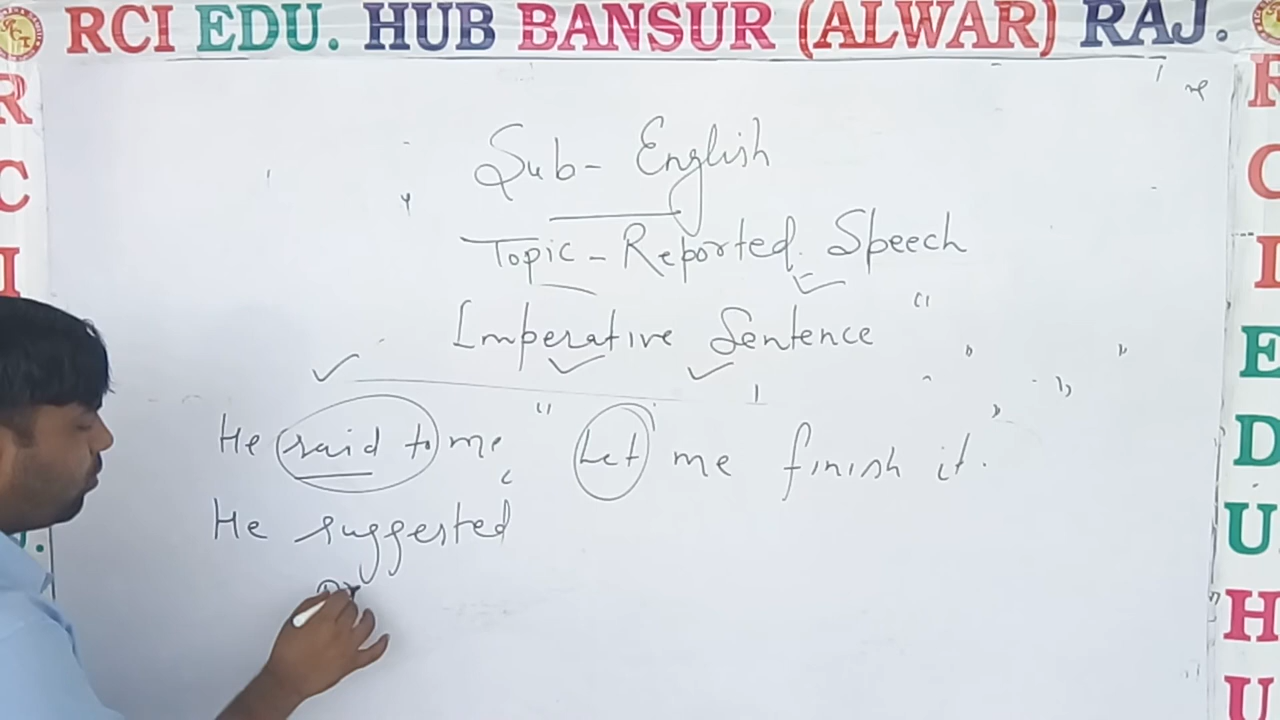 RCI EDU. HUB BANSUR (ALWAR) RAJ.
Sub- English
Topic - Reported Speech
Imperative Sentence
He said to me " Let me finish it.
He suggested
R
C
I
U.
R
C
I
E
D
U.
H
U